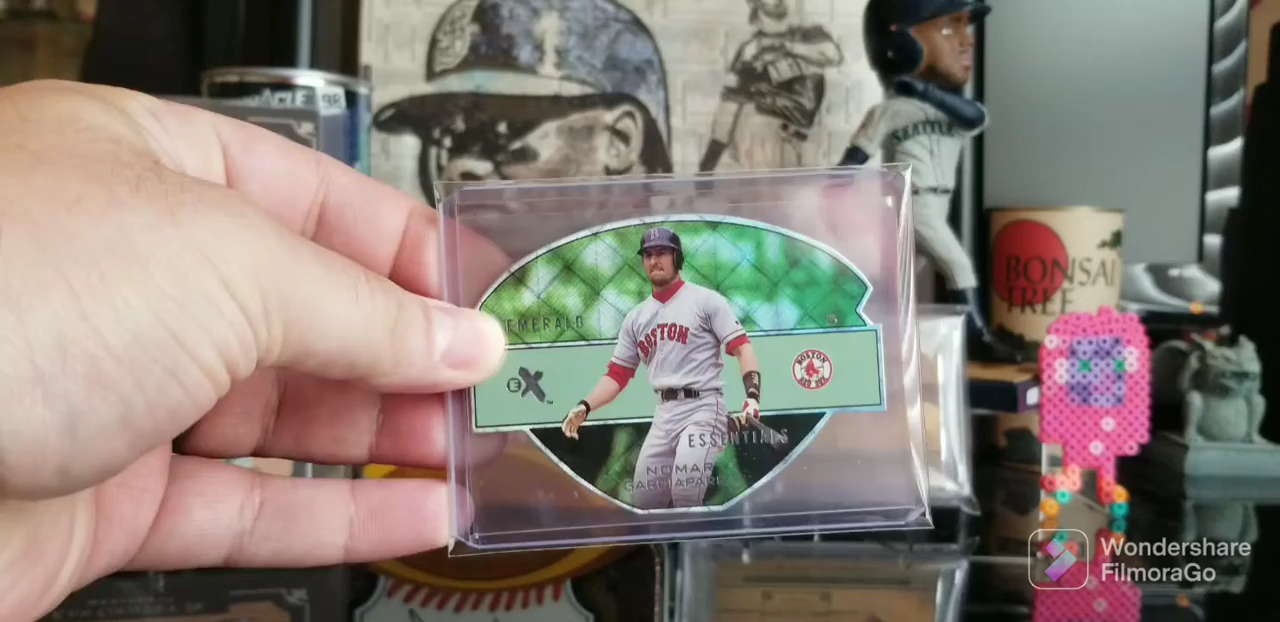 SEATTLE
BONSAI
TREE
EMERALD
BOSTON
EX
BOSTON
RED SOX
ESSENTIALS
NOMAR
GARCIAPARRA
Wondershare
FilmoraGo